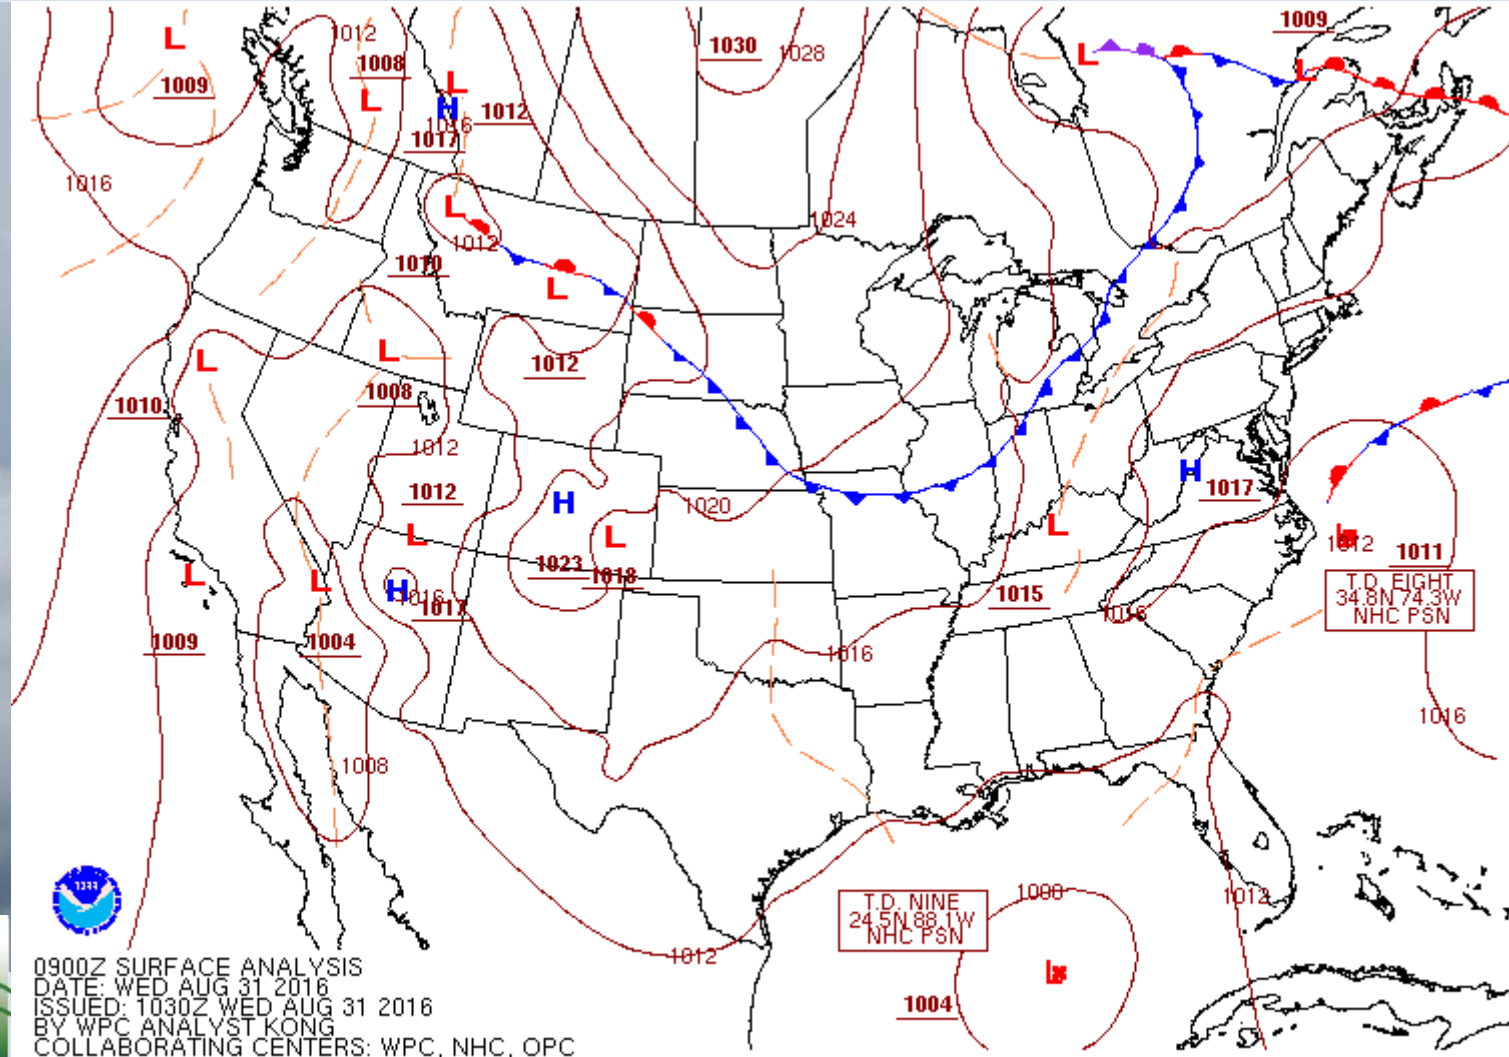 1009
1012
1008
L
L
L
1030
1028
L
1009
L
1009
H
1012
1016
1017
1016
L
1012
1024
1010
L
L
L
1012
1010
1008
1012
H
1020
H
1017
1012
L
L
L
1012
1011
1023
1018
L
L
H
1016
1017
1015
1016
T.D. EIGHT
34.8N 74.3W
NHC PSN
1009
1004
1016
1016
1008
T.D. NINE
24.5N 88.1W
NHC PSN
1012
1012
L
1004
0900Z SURFACE ANALYSIS
DATE: WED AUG 31 2016
ISSUED: 1030Z WED AUG 31 2016
BY WPC ANALYST KONG
COLLABORATING CENTERS: WPC, NHC, OPC